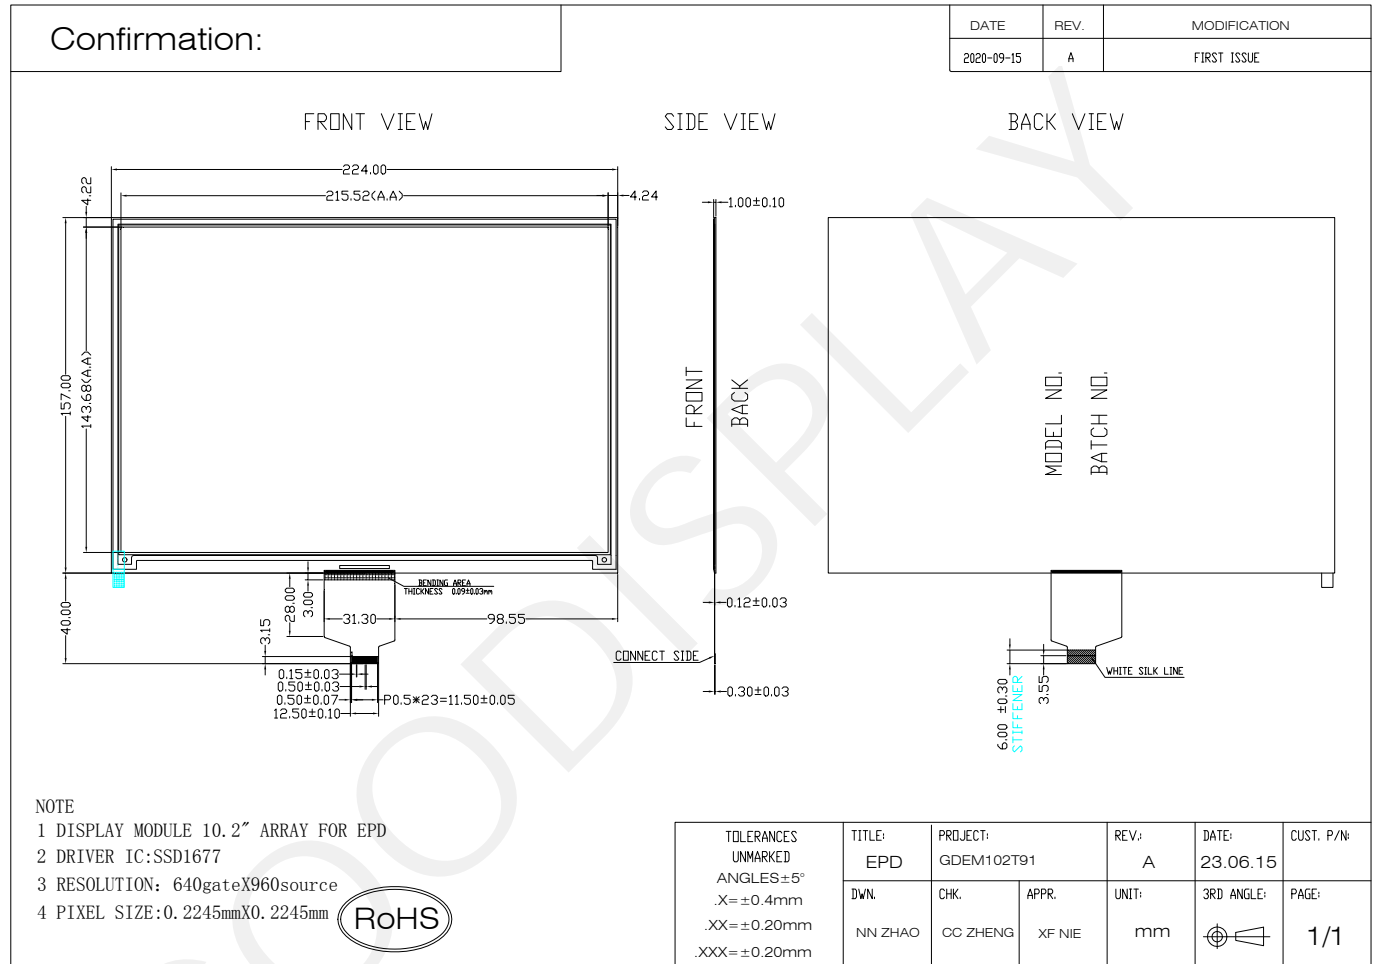 Confirmation:
DATE REV. MODIFICATION
2020-09-15 A FIRST ISSUE
FRONT VIEW SIDE VIEW BACK VIEW
224.00
215.52(A.A)
4.22
4.24
157.00
143.68(A.A)
40.00
BENDING AREA
THICKNESS 0.09±0.03mm
28.00
3.00
31.30
98.55
3.15
0.15±0.03
0.50±0.03
0.50±0.07
P0.5*23=11.50±0.05
12.50±0.10
1.00±0.10
FRONT
BACK
0.12±0.03
CONNECT SIDE
0.30±0.03
MODEL NO.
BATCH NO.
WHITE SILK LINE
6.00 ±0.30
STIFFENER
3.55
GOODISPLAY
NOTE
1 DISPLAY MODULE 10.2″ ARRAY FOR EPD
2 DRIVER IC:SSD1677
3 RESOLUTION: 640gateX960source
4 PIXEL SIZE:0.2245mmX0.2245mm
RoHS
TOLERANCES
UNMARKED
ANGLES±5°
.X=±0.4mm
.XX=±0.20mm
.XXX=±0.20mm
TITLE: PROJECT: REV.: DATE: CUST. P/N:
EPD GDEM102T91 A 23.06.15
DWN. CHK. APPR. UNIT: 3RD ANGLE: PAGE:
NN ZHAO CC ZHENG XF NIE mm 1/1